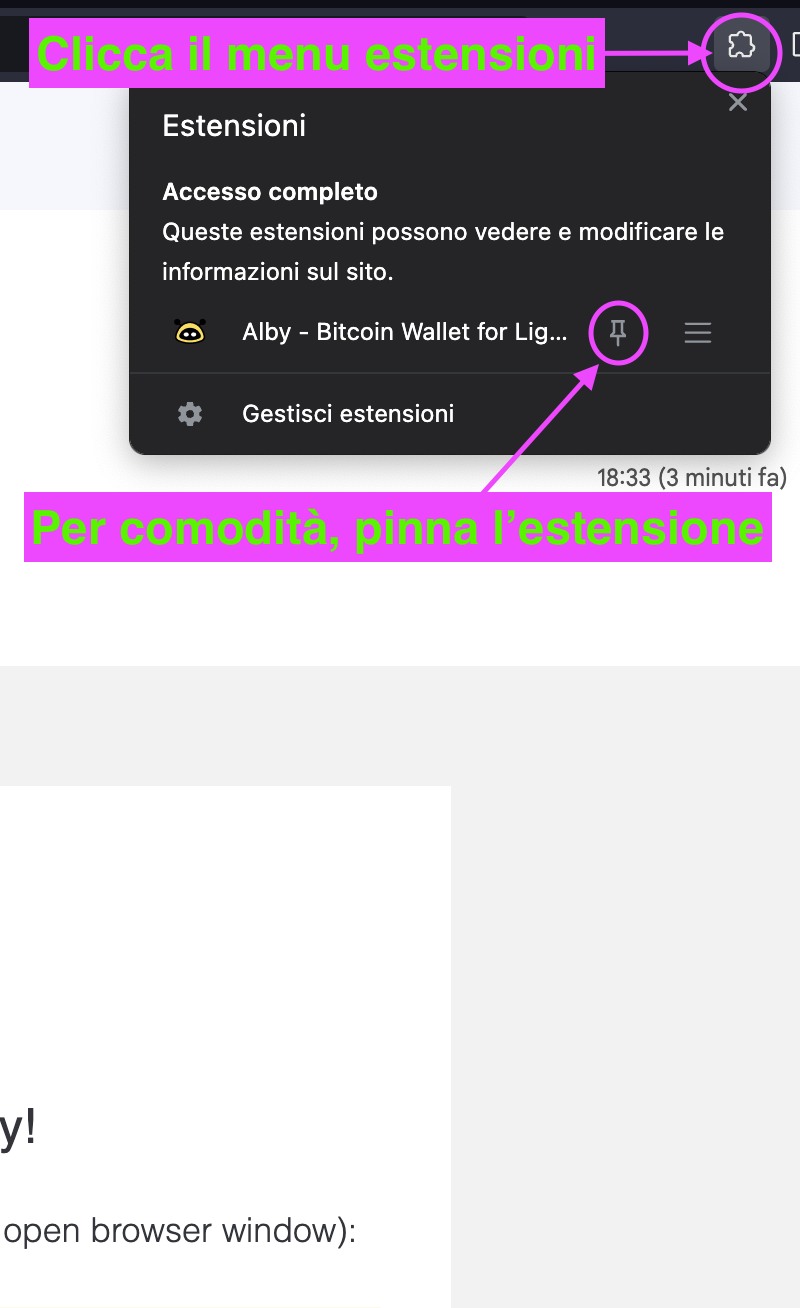 Clicca il menu estensioni
Estensioni
Accesso completo
Queste estensioni possono vedere e modificare le
informazioni sul sito.
Alby - Bitcoin Wallet for Lig...
Gestisci estensioni
18:33 (3 minuti fa)
Per comodità, pinna l’estensione
y!
open browser window):